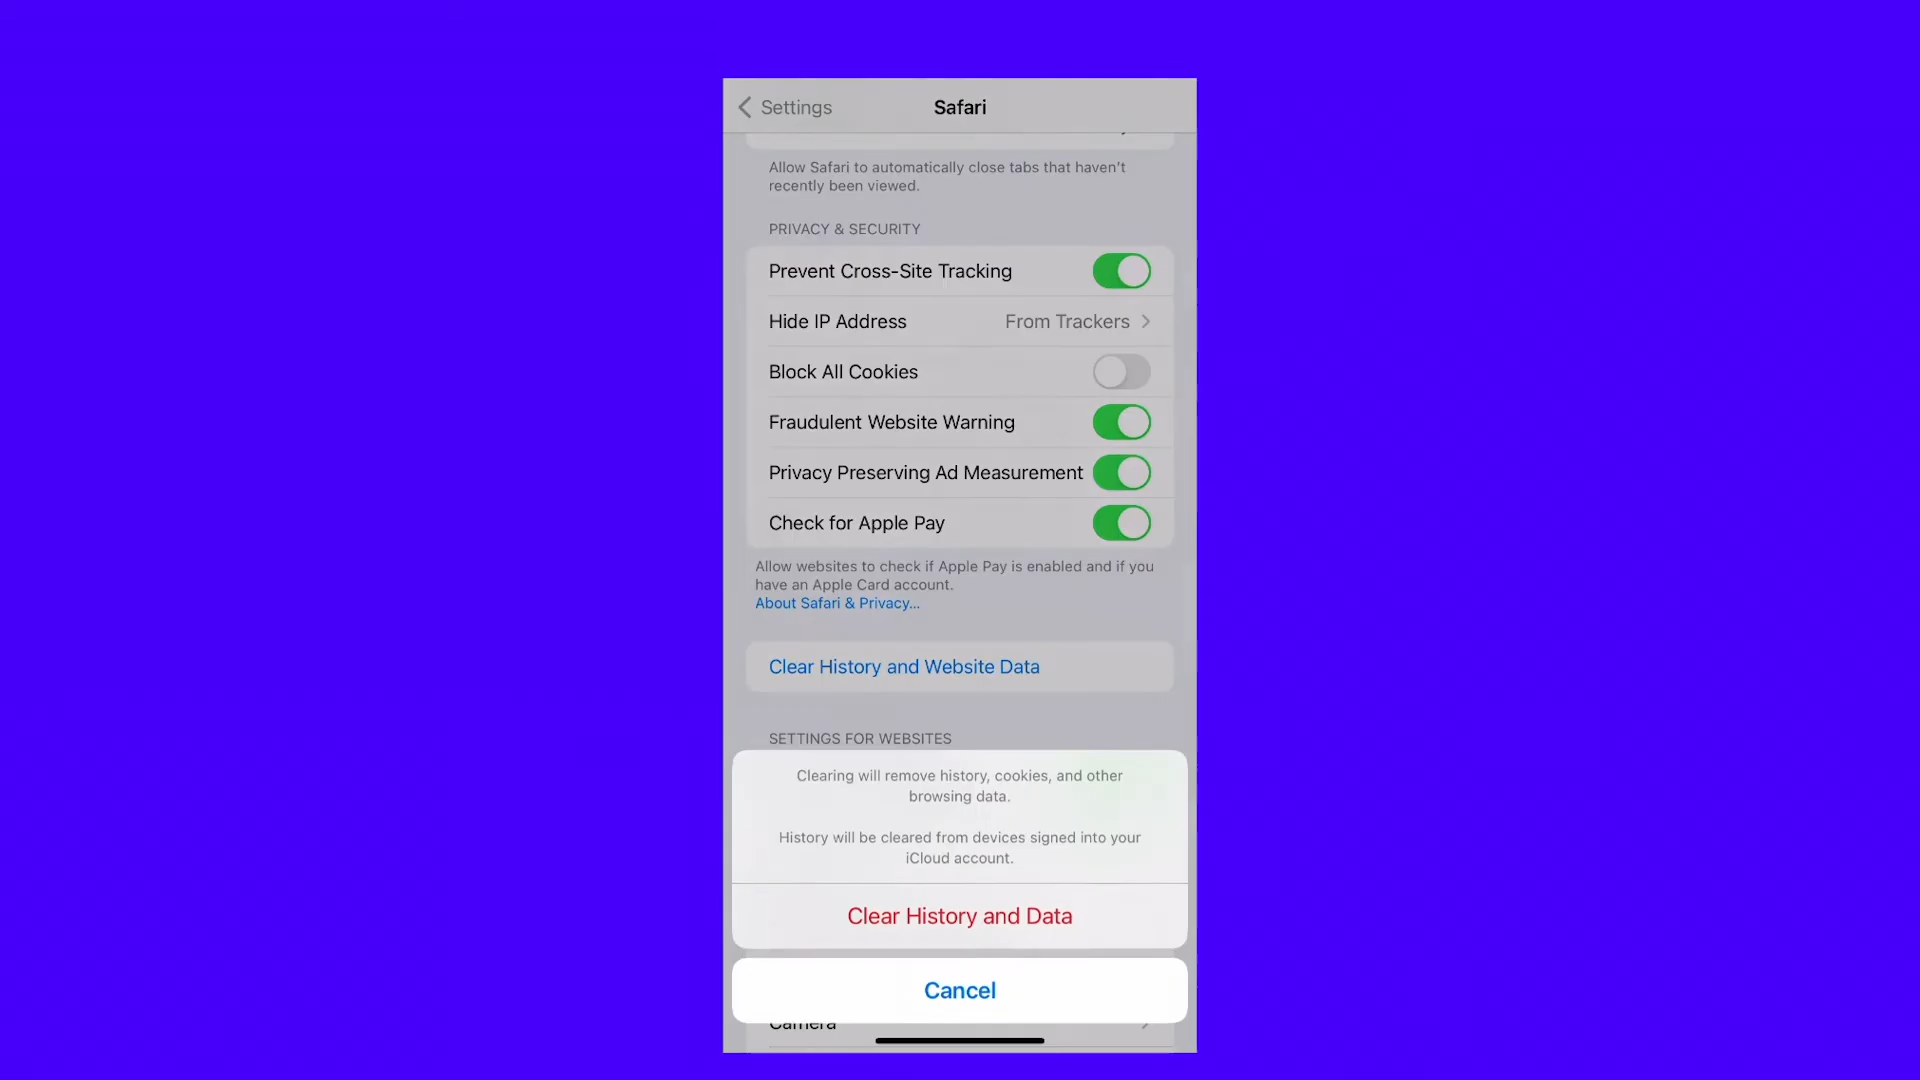 Settings
Safari
Allow Safari to automatically close tabs that haven't
recently been viewed.
PRIVACY & SECURITY
Prevent Cross-Site Tracking
Hide IP Address
From Trackers
Block All Cookies
Fraudulent Website Warning
Privacy Preserving Ad Measurement
Check for Apple Pay
Allow websites to check if Apple Pay is enabled and if you
have an Apple Card account.
About Safari & Privacy...
Clear History and Website Data
SETTINGS FOR WEBSITES
Clearing will remove history, cookies, and other
browsing data.
History will be cleared from devices signed into your
iCloud account.
Clear History and Data
Cancel
Camera